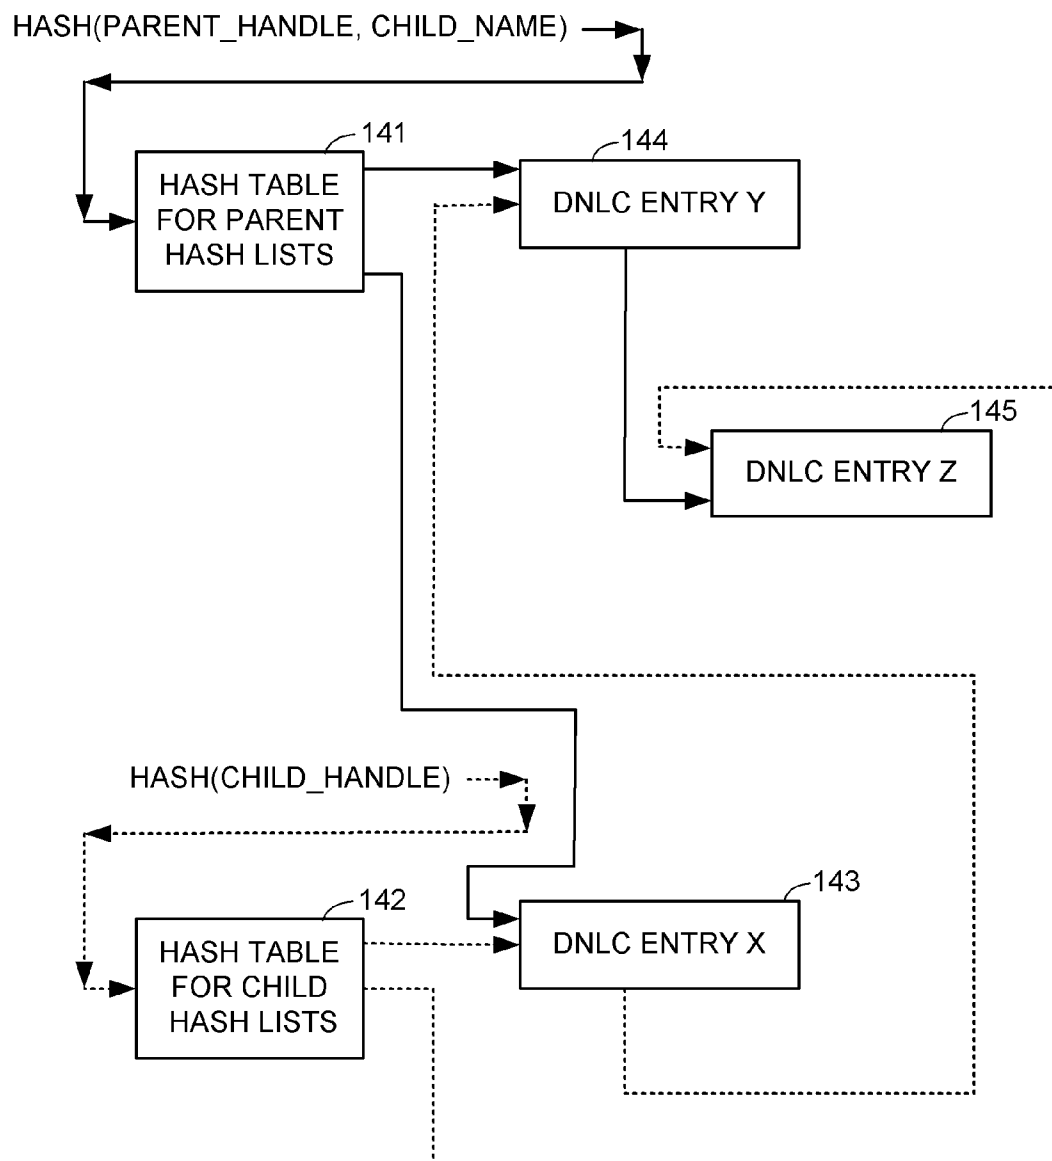 HASH(PARENT_HANDLE, CHILD_NAME)
141
HASH TABLE
FOR PARENT
HASH LISTS
144
DNLC ENTRY Y
145
DNLC ENTRY Z
HASH(CHILD_HANDLE)
142
HASH TABLE
FOR CHILD
HASH LISTS
143
DNLC ENTRY X